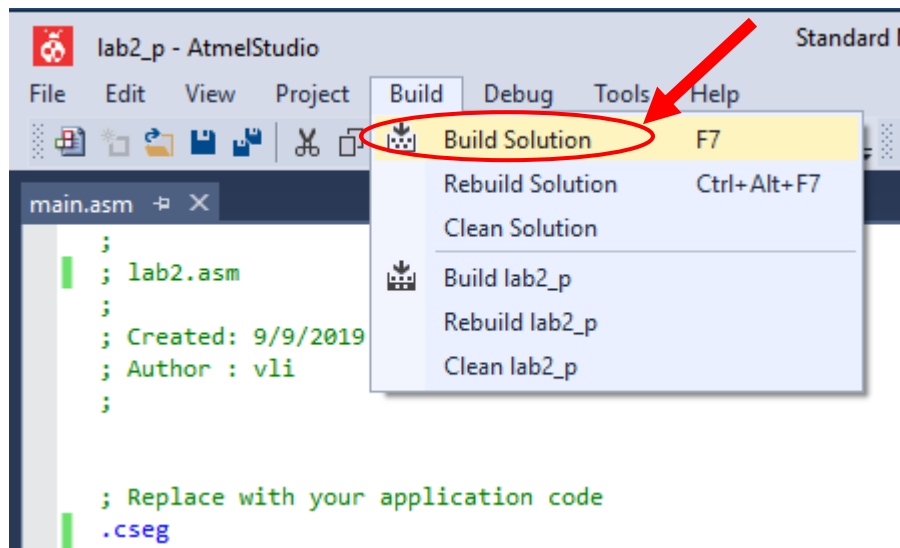 lab2_p - AtmelStudio
Standard
File Edit View Project Build Debug Tools Help
Build Solution F7
Rebuild Solution Ctrl+Alt+F7
Clean Solution
Build lab2_p
Rebuild lab2_p
Clean lab2_p
main.asm
;
; lab2.asm
;
; Created: 9/9/2019
; Author : vli
;
; Replace with your application code
.cseg